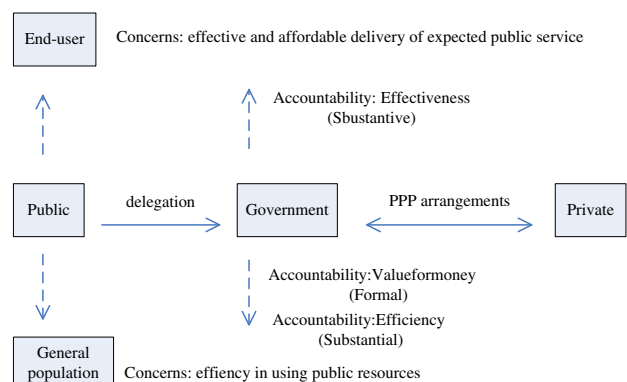 End-user
Concerns: effective and affordable delivery of expected public service
Accountability: Effectiveness
(Sbustantive)
Public
delegation
Government
PPP arrangements
Private
Accountability:Valueformoney
(Formal)
Accountability:Efficiency
(Substantial)
General
population
Concerns: effiency in using public resources